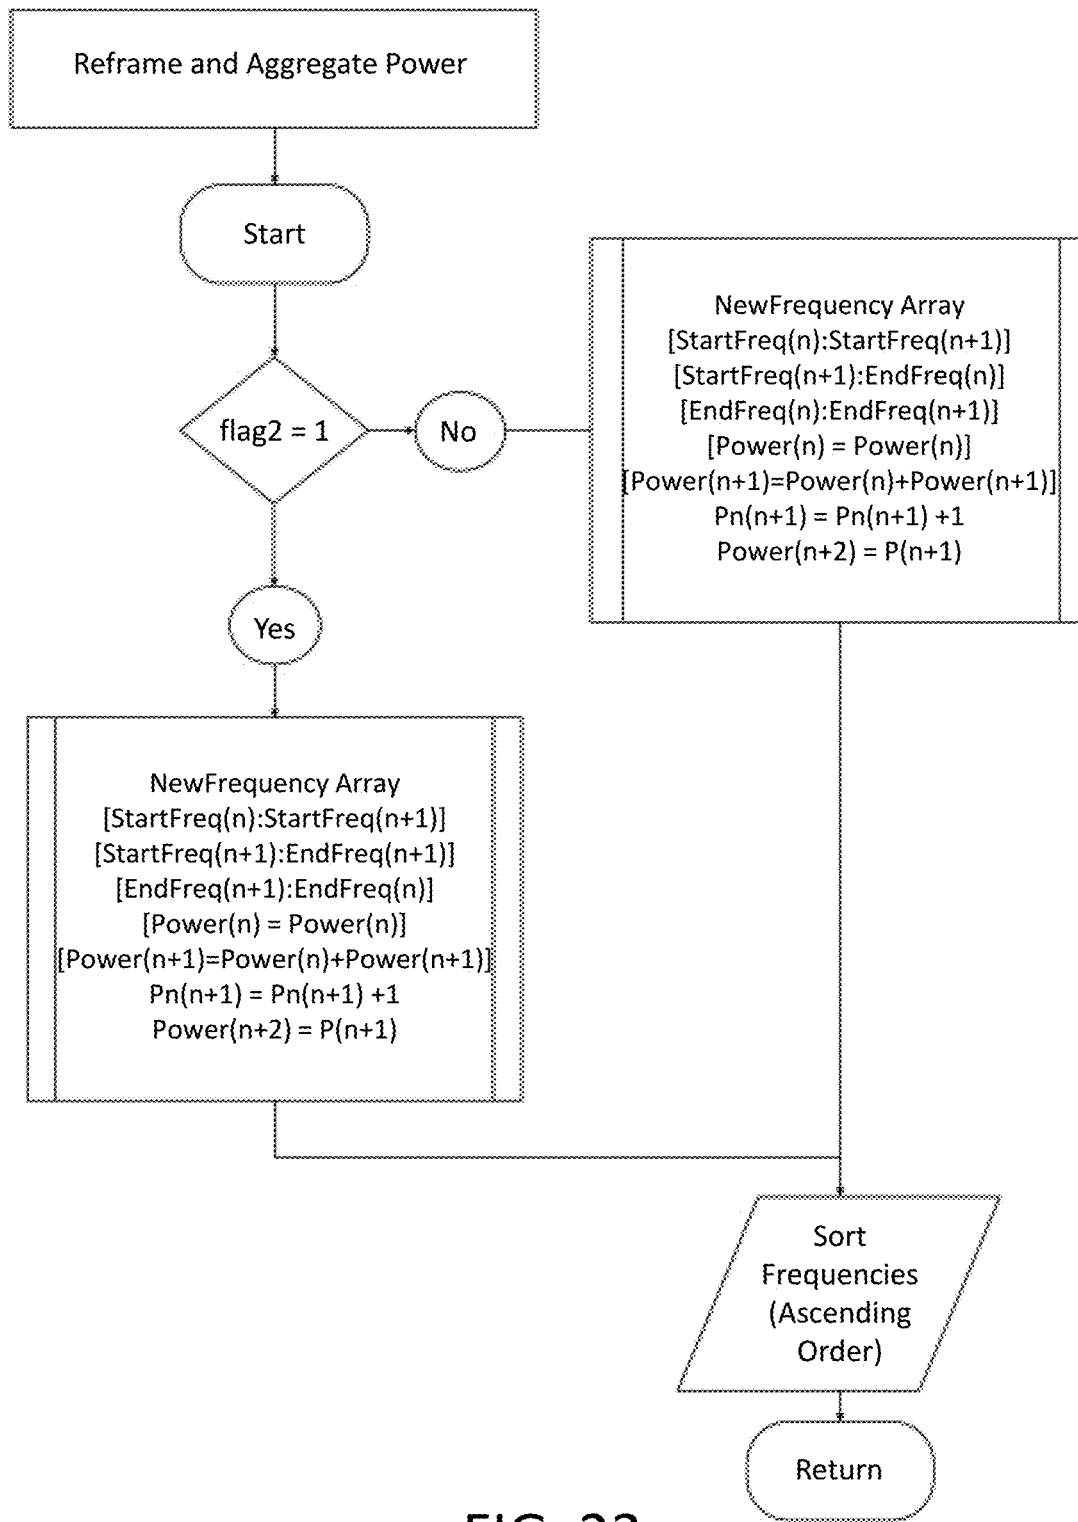 Reframe and Aggregate Power
Start
flag2 = 1
No
NewFrequency Array
[StartFreq(n):StartFreq(n+1)]
[StartFreq(n+1):EndFreq(n)]
[EndFreq(n):EndFreq(n+1)]
[Power(n) = Power(n)]
[Power(n+1)=Power(n)+Power(n+1)]
Pn(n+1) = Pn(n+1) +1
Power(n+2) = P(n+1)
Yes
NewFrequency Array
[StartFreq(n):StartFreq(n+1)]
[StartFreq(n+1):EndFreq(n+1)]
[EndFreq(n+1):EndFreq(n)]
[Power(n) = Power(n)]
[Power(n+1)=Power(n)+Power(n+1)]
Pn(n+1) = Pn(n+1) +1
Power(n+2) = P(n+1)
Sort
Frequencies
(Ascending
Order)
Return